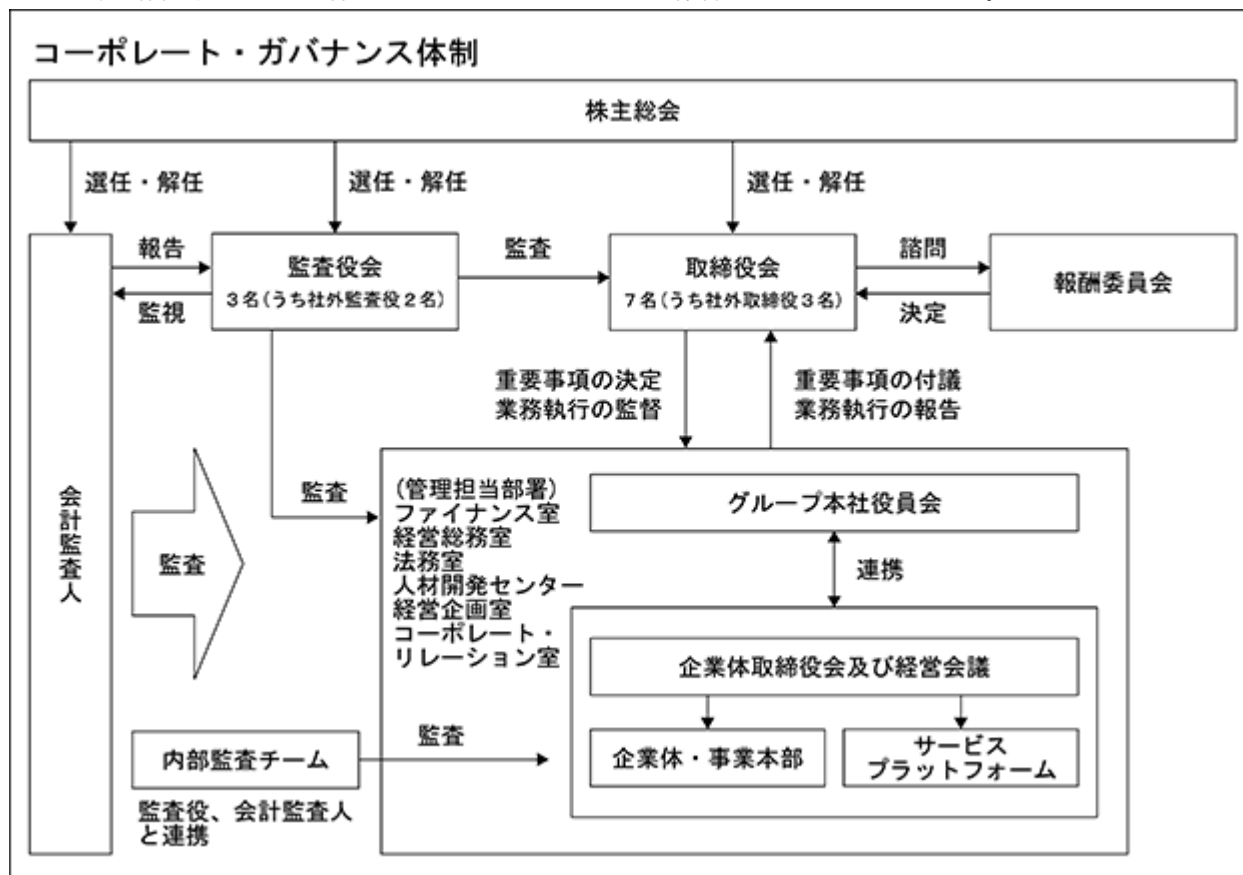 コーポレート・ガバナンス体制
株主総会
選任・解任
選任・解任
選任・解任
会計監査人
報告
監視
監査役会
3名(うち社外監査役2名)
監査
取締役会
7名(うち社外取締役3名)
諮問
決定
報酬委員会
重要事項の決定
業務執行の監督
重要事項の付議
業務執行の報告
監査
監査
(管理担当部署)
ファイナンス室
経営総務室
法務室
人材開発センター
経営企画室
コーポレート・
リレーション室
グループ本社役員会
連携
企業体取締役会及び経営会議
企業体・事業本部
サービス
プラットフォーム
内部監査チーム
監査
監査役、会計監査人
と連携